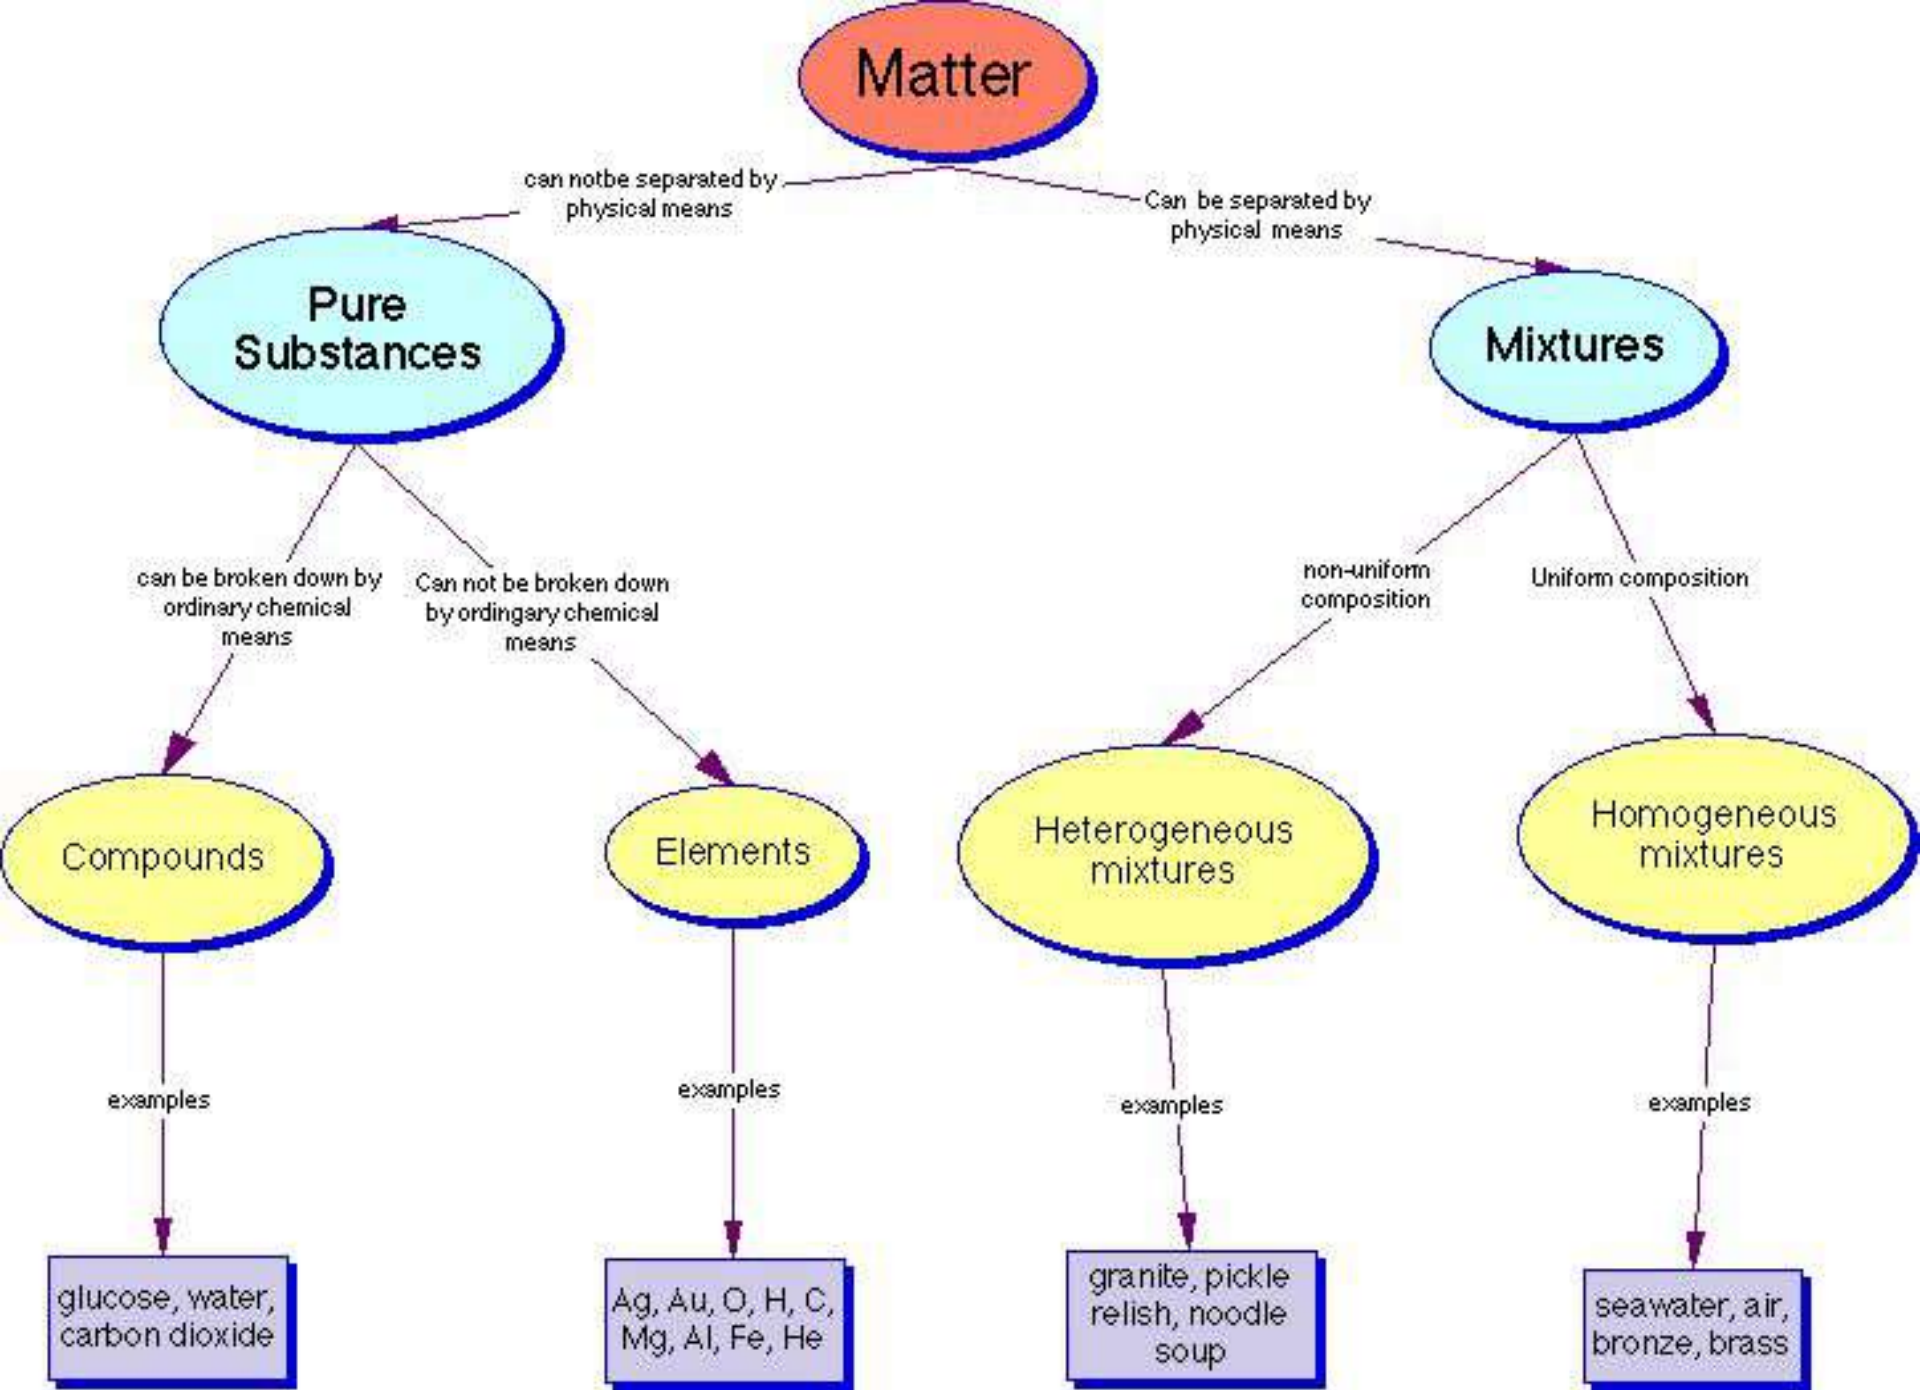 Matter
can notbe separated by
physical means
Can be separated by
physical means
Pure
Substances
Mixtures
can be broken down by
ordinary chemical
means
Can not be broken down
by ordingary chemical
means
non-uniform
composition
Uniform composition
Compounds
Elements
Heterogeneous
mixtures
Homogeneous
mixtures
examples
examples
examples
examples
glucose, water,
carbon dioxide
Ag, Au, O, H, C,
Mg, Al, Fe, He
granite, pickle
relish, noodle
soup
seawater, air,
bronze, brass